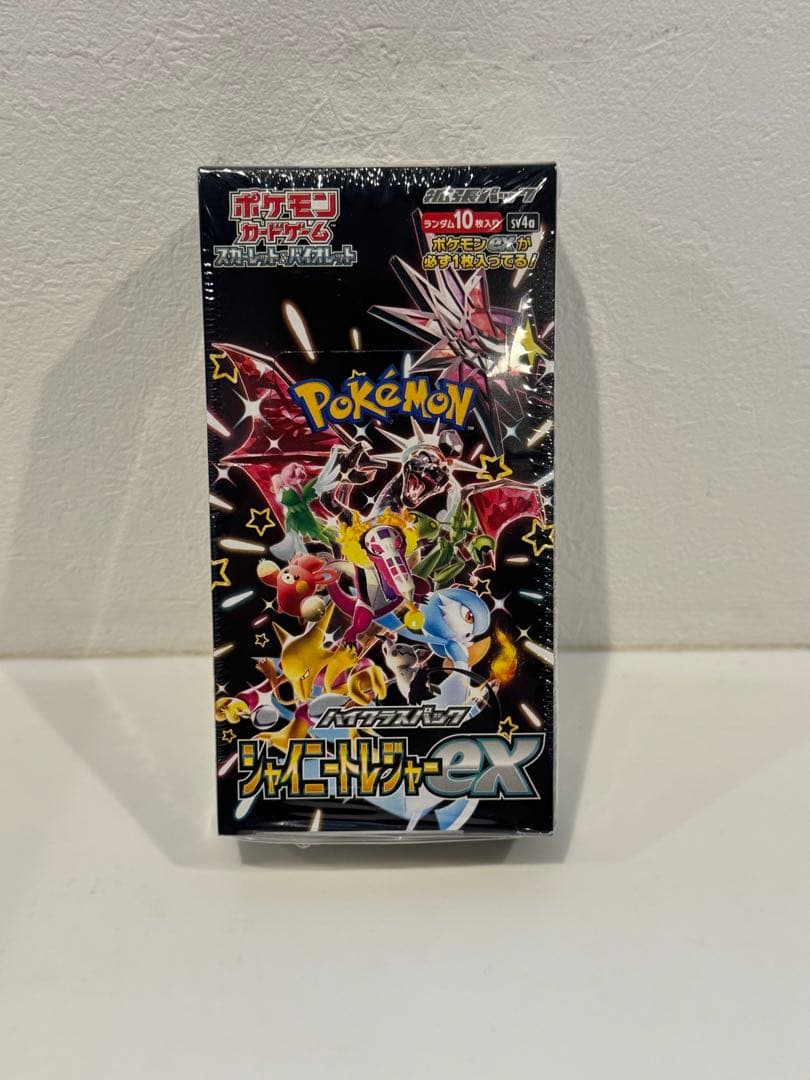 ポケモン
カードゲーム
スカーレット&バイオレット
拡張パック
ランダム10枚入り
sv4a
ポケモンexが
必ず1枚入ってる!
POKéMON
ハイクラスパック
シャイニートレジャーex